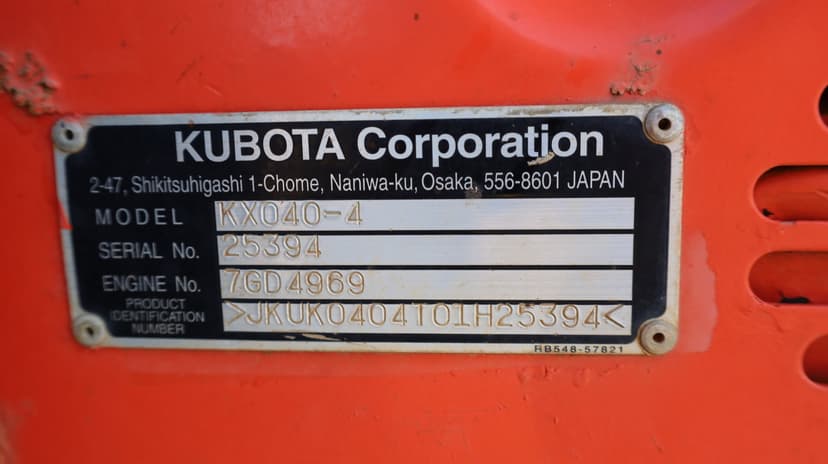 KUBOTA Corporation
2-47, Shikitsuhigashi 1-Chome, Naniwa-ku, Osaka, 556-8601 JAPAN
MODEL KX040-4
SERIAL No. 25394
ENGINE No. 7GD4969
PRODUCT
IDENTIFICATION
NUMBER >JKUK0404T01H25394<
RB548-57821